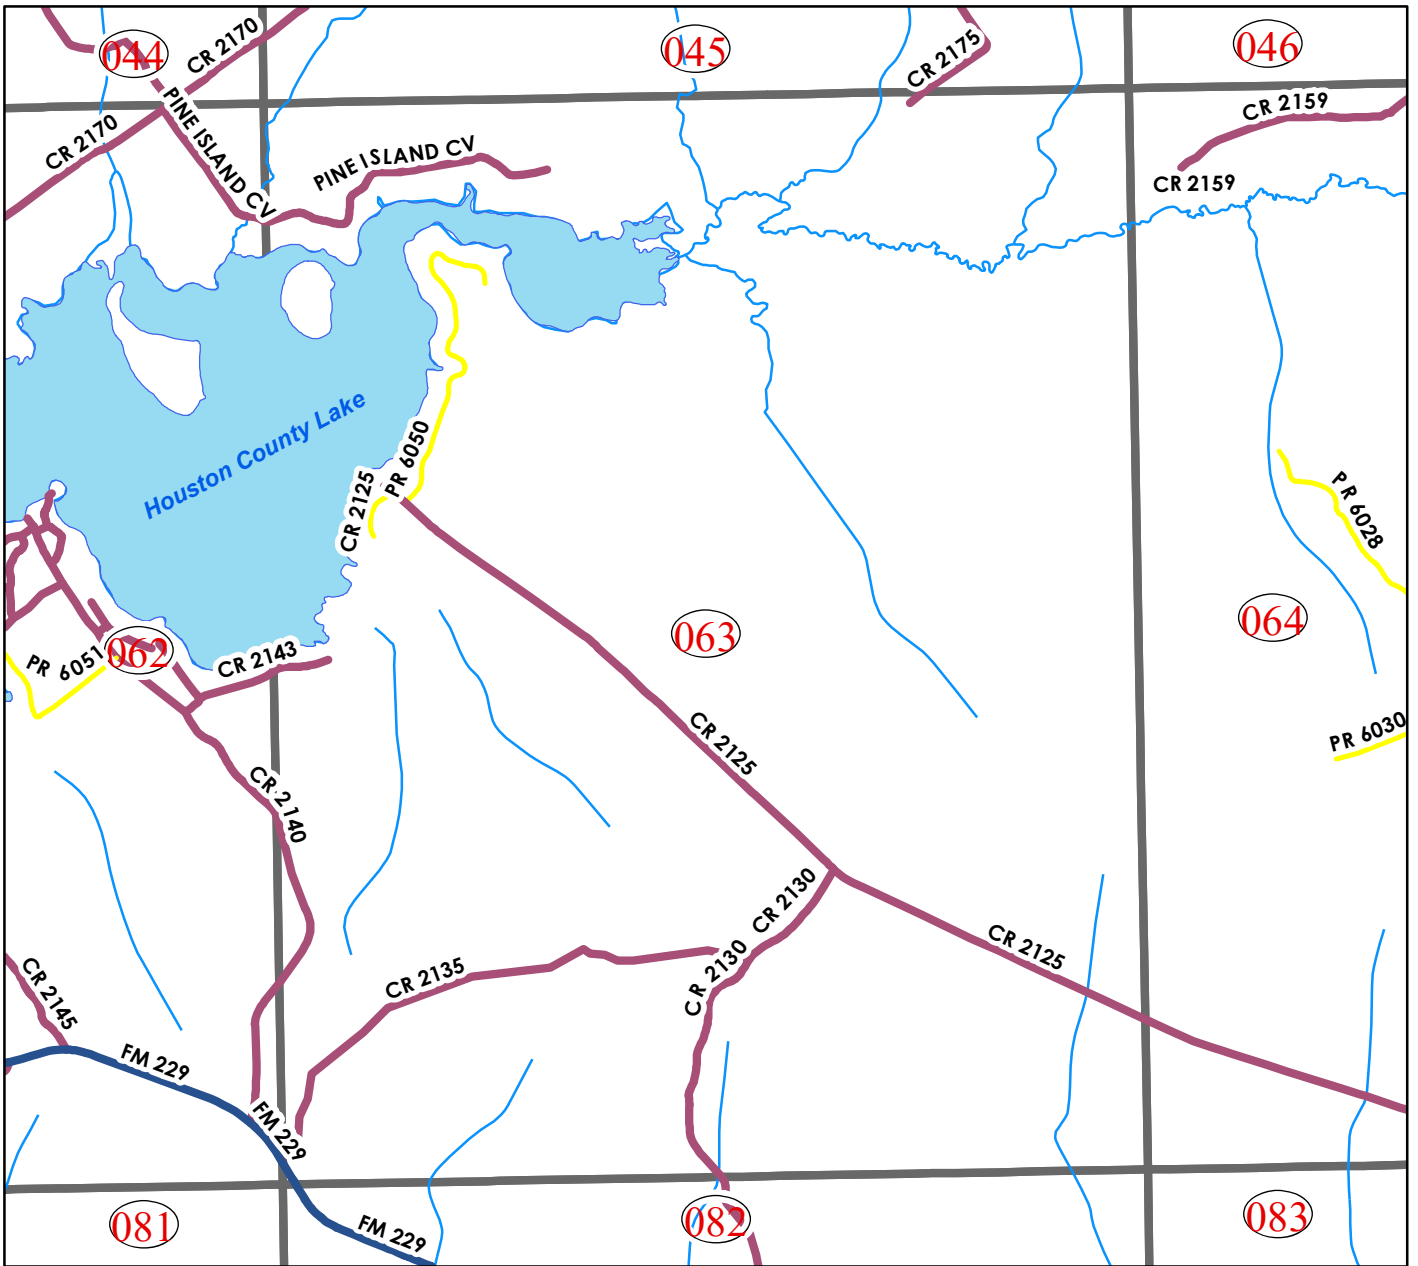 044
CR 2170
045
CR 2175
046
CR 2159
CR 2170
PINE ISLAND CV
PINE ISLAND CV
CR 2159
Houston County Lake
PR 6050
CR 2125
PR 6028
063
064
062
PR 6051
CR 2143
CR 2125
PR 6030
CR 2140
CR 2130
CR 2125
CR 2130
CR 2135
CR 2145
FM 229
FM 229
081
FM 229
082
083